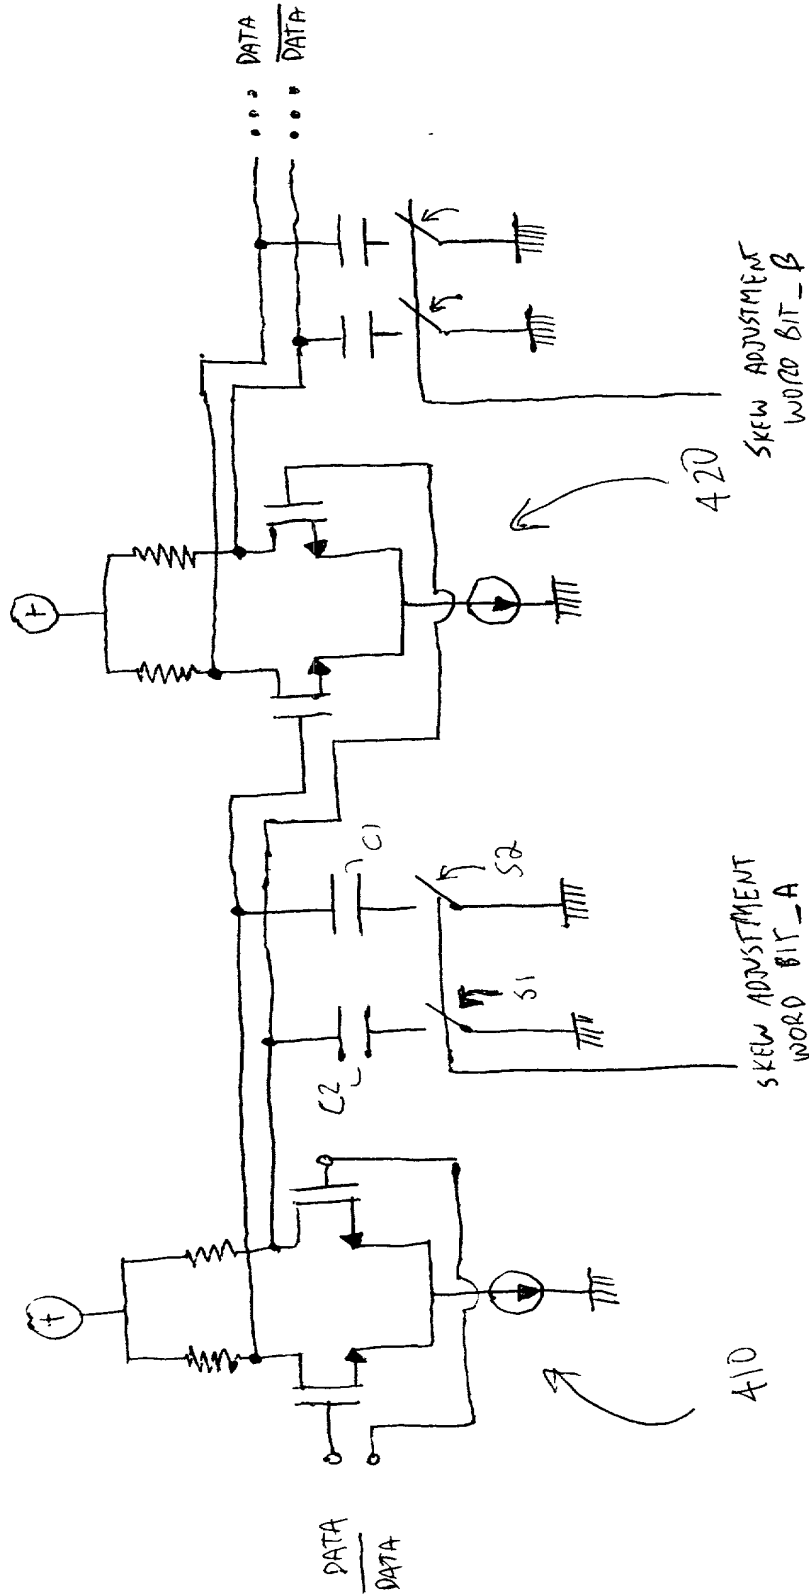 DATA
DATA
+
410
C2
C1
S1
S2
SKEW ADJUSTMENT
WORD BIT_A
+
420
SKEW ADJUSTMENT
WORD BIT_B
DATA
DATA